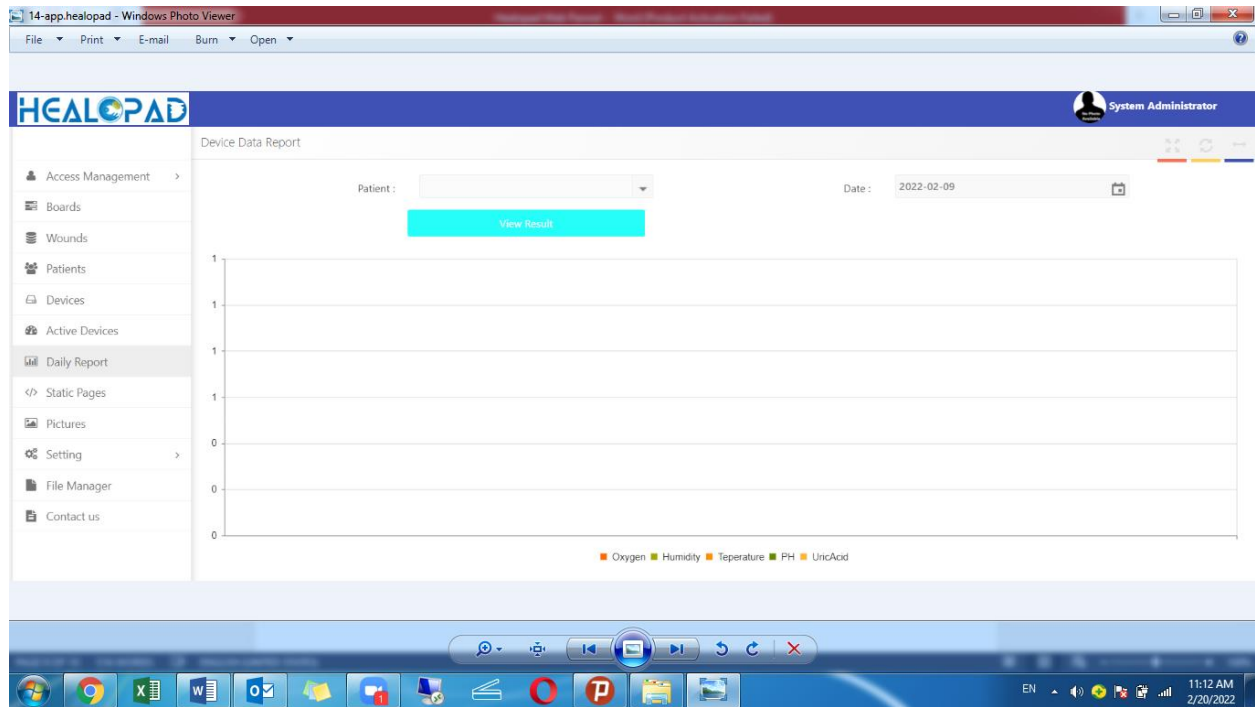 14-app.healopad - Windows Photo Viewer
File Print E-mail Burn Open
HEALOPAD
System Administrator
Device Data Report
Access Management
Boards
Wounds
Patients
Devices
Active Devices
Daily Report
Static Pages
Pictures
Setting
File Manager
Contact us
Patient :
Date : 2022-02-09
View Result
1
1
1
1
0
0
0
Oxygen Humidity Teperature PH UricAcid
EN
11:12 AM
2/20/2022